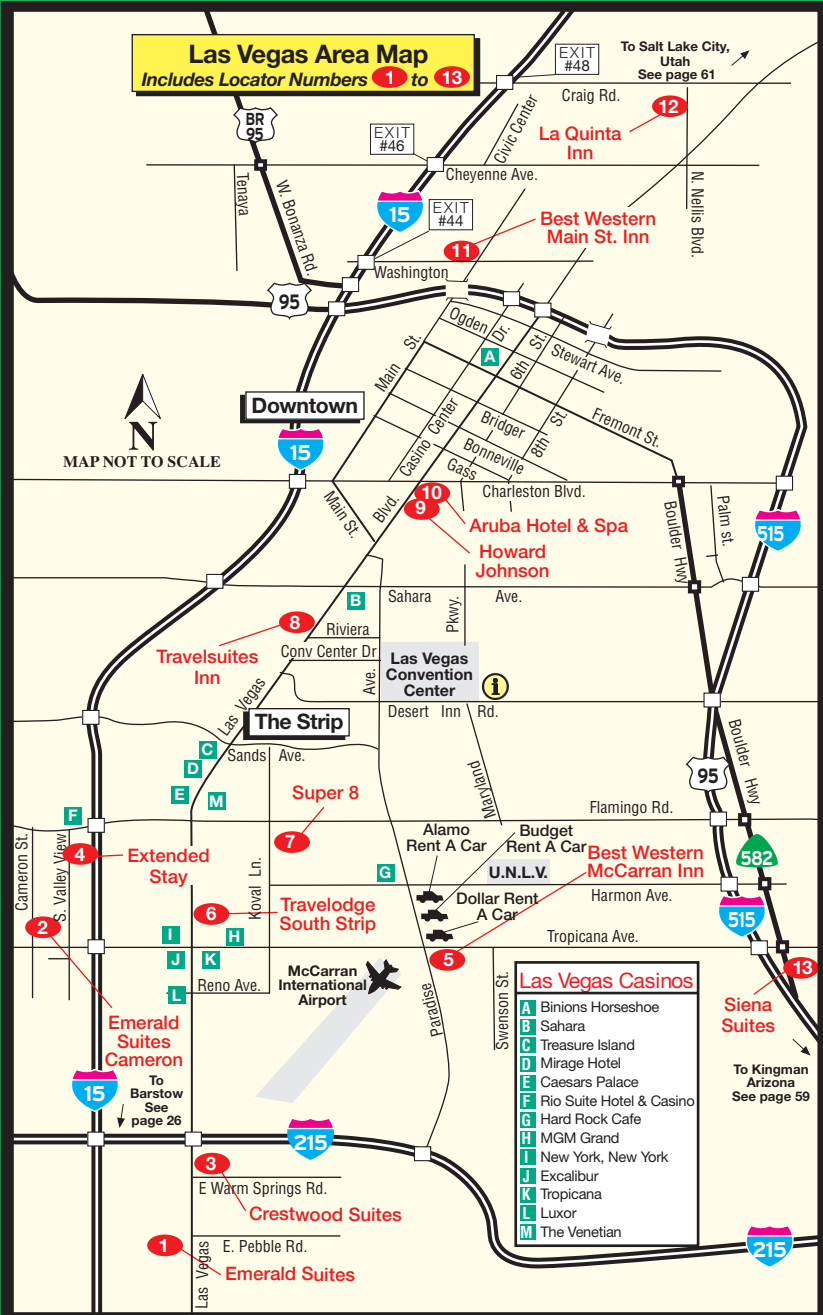 Las Vegas Area Map
Includes Locator Numbers 1 to 13
EXIT
#48
To Salt Lake City,
Utah
See page 61
Craig Rd.
12
La Quinta
Inn
BR
95
EXIT
#46
Civic Center
Cheyenne Ave.
Tenaya
W. Bonanza Rd.
15
EXIT
#44
N. Nellis Blvd.
Best Western
Main St. Inn
11
Washington
95
Ogden
Dr.
Main St.
A
6th St.
Stewart Ave.
Downtown
N
MAP NOT TO SCALE
15
Casino Center
Bridger
8th St.
Fremont St.
Bonneville
Gass
Charleston Blvd.
Main St.
Blvd.
10
9
Aruba Hotel & Spa
Howard
Johnson
Boulder Hwy
Palm st.
515
B
Sahara Ave.
Pkwy.
8
Riviera
Travelsuites
Inn
Conv Center Dr
Ave.
Las Vegas
Convention
Center
i
Las Vegas
The Strip
Desert Inn Rd.
C
Sands Ave.
D
E
M
Maryland
95
Boulder Hwy
Super 8
Flamingo Rd.
F
7
Alamo
Rent A Car
Budget
Rent A Car
Best Western
McCarran Inn
582
Cameron St.
S. Valley View
4
Extended
Stay
Koval Ln.
G
U.N.L.V.
Harmon Ave.
Dollar Rent
A Car
515
2
6
Travelodge
South Strip
I
H
Tropicana Ave.
J
K
5
13
McCarran
International
Airport
Reno Ave.
L
Paradise
Swenson St.
Siena
Suites
Emerald
Suites
Cameron
Las Vegas Casinos
A Binions Horseshoe
B Sahara
C Treasure Island
D Mirage Hotel
E Caesars Palace
F Rio Suite Hotel & Casino
G Hard Rock Cafe
H MGM Grand
I New York, New York
J Excalibur
K Tropicana
L Luxor
M The Venetian
To Kingman
Arizona
See page 59
15
To
Barstow
See
page 26
215
3
E Warm Springs Rd.
Crestwood Suites
1
E. Pebble Rd.
Emerald Suites
Las Vegas
215